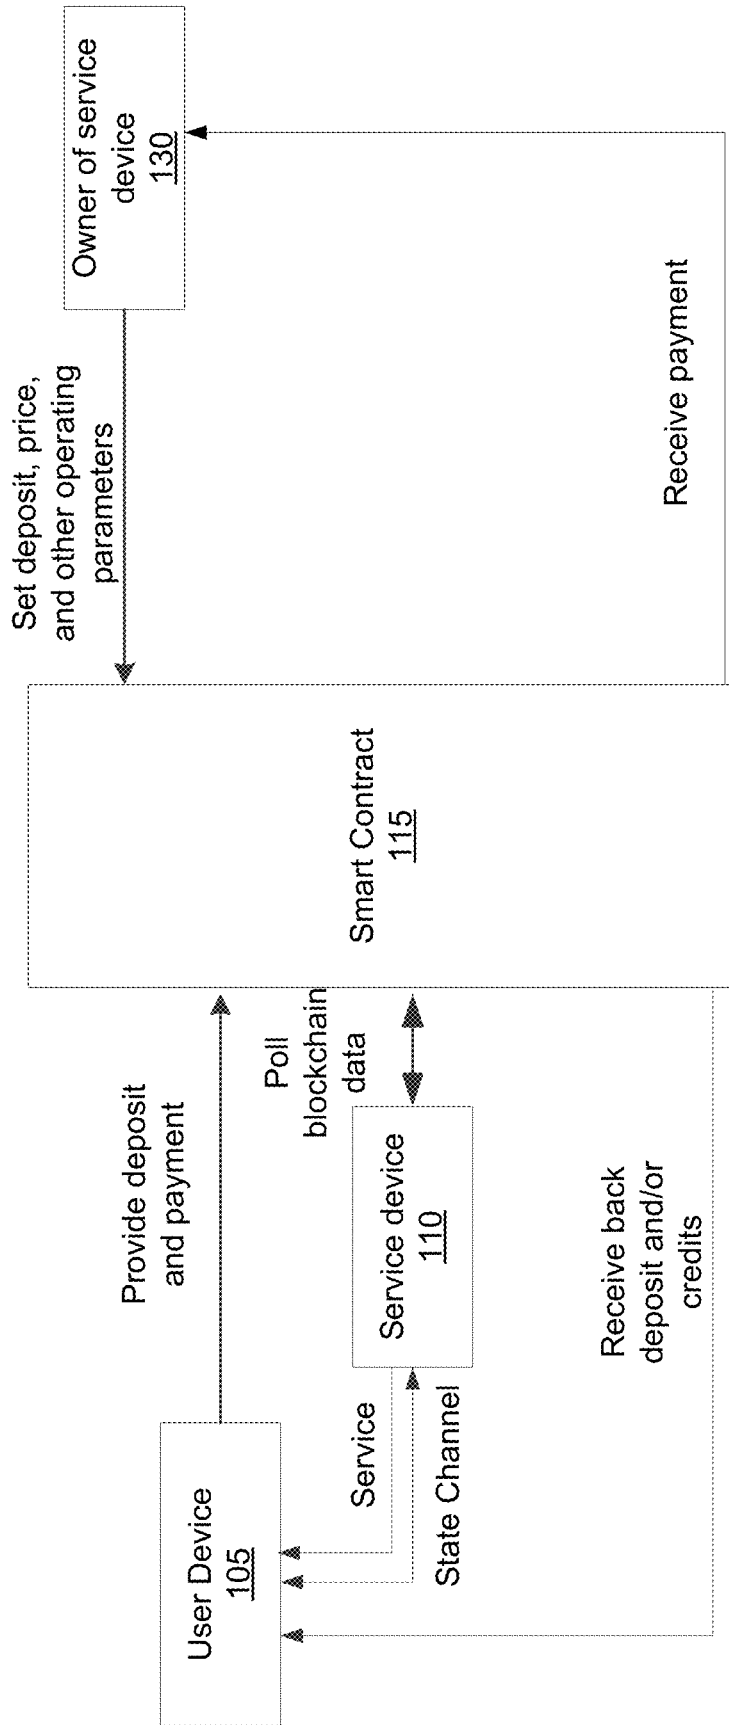 User Device
105
Provide deposit
and payment
Service
State Channel
Service device
110
Poll
blockchain
data
Receive back
deposit and/or
credits
Smart Contract
115
Set deposit, price,
and other operating
parameters
Owner of service
device
130
Receive payment